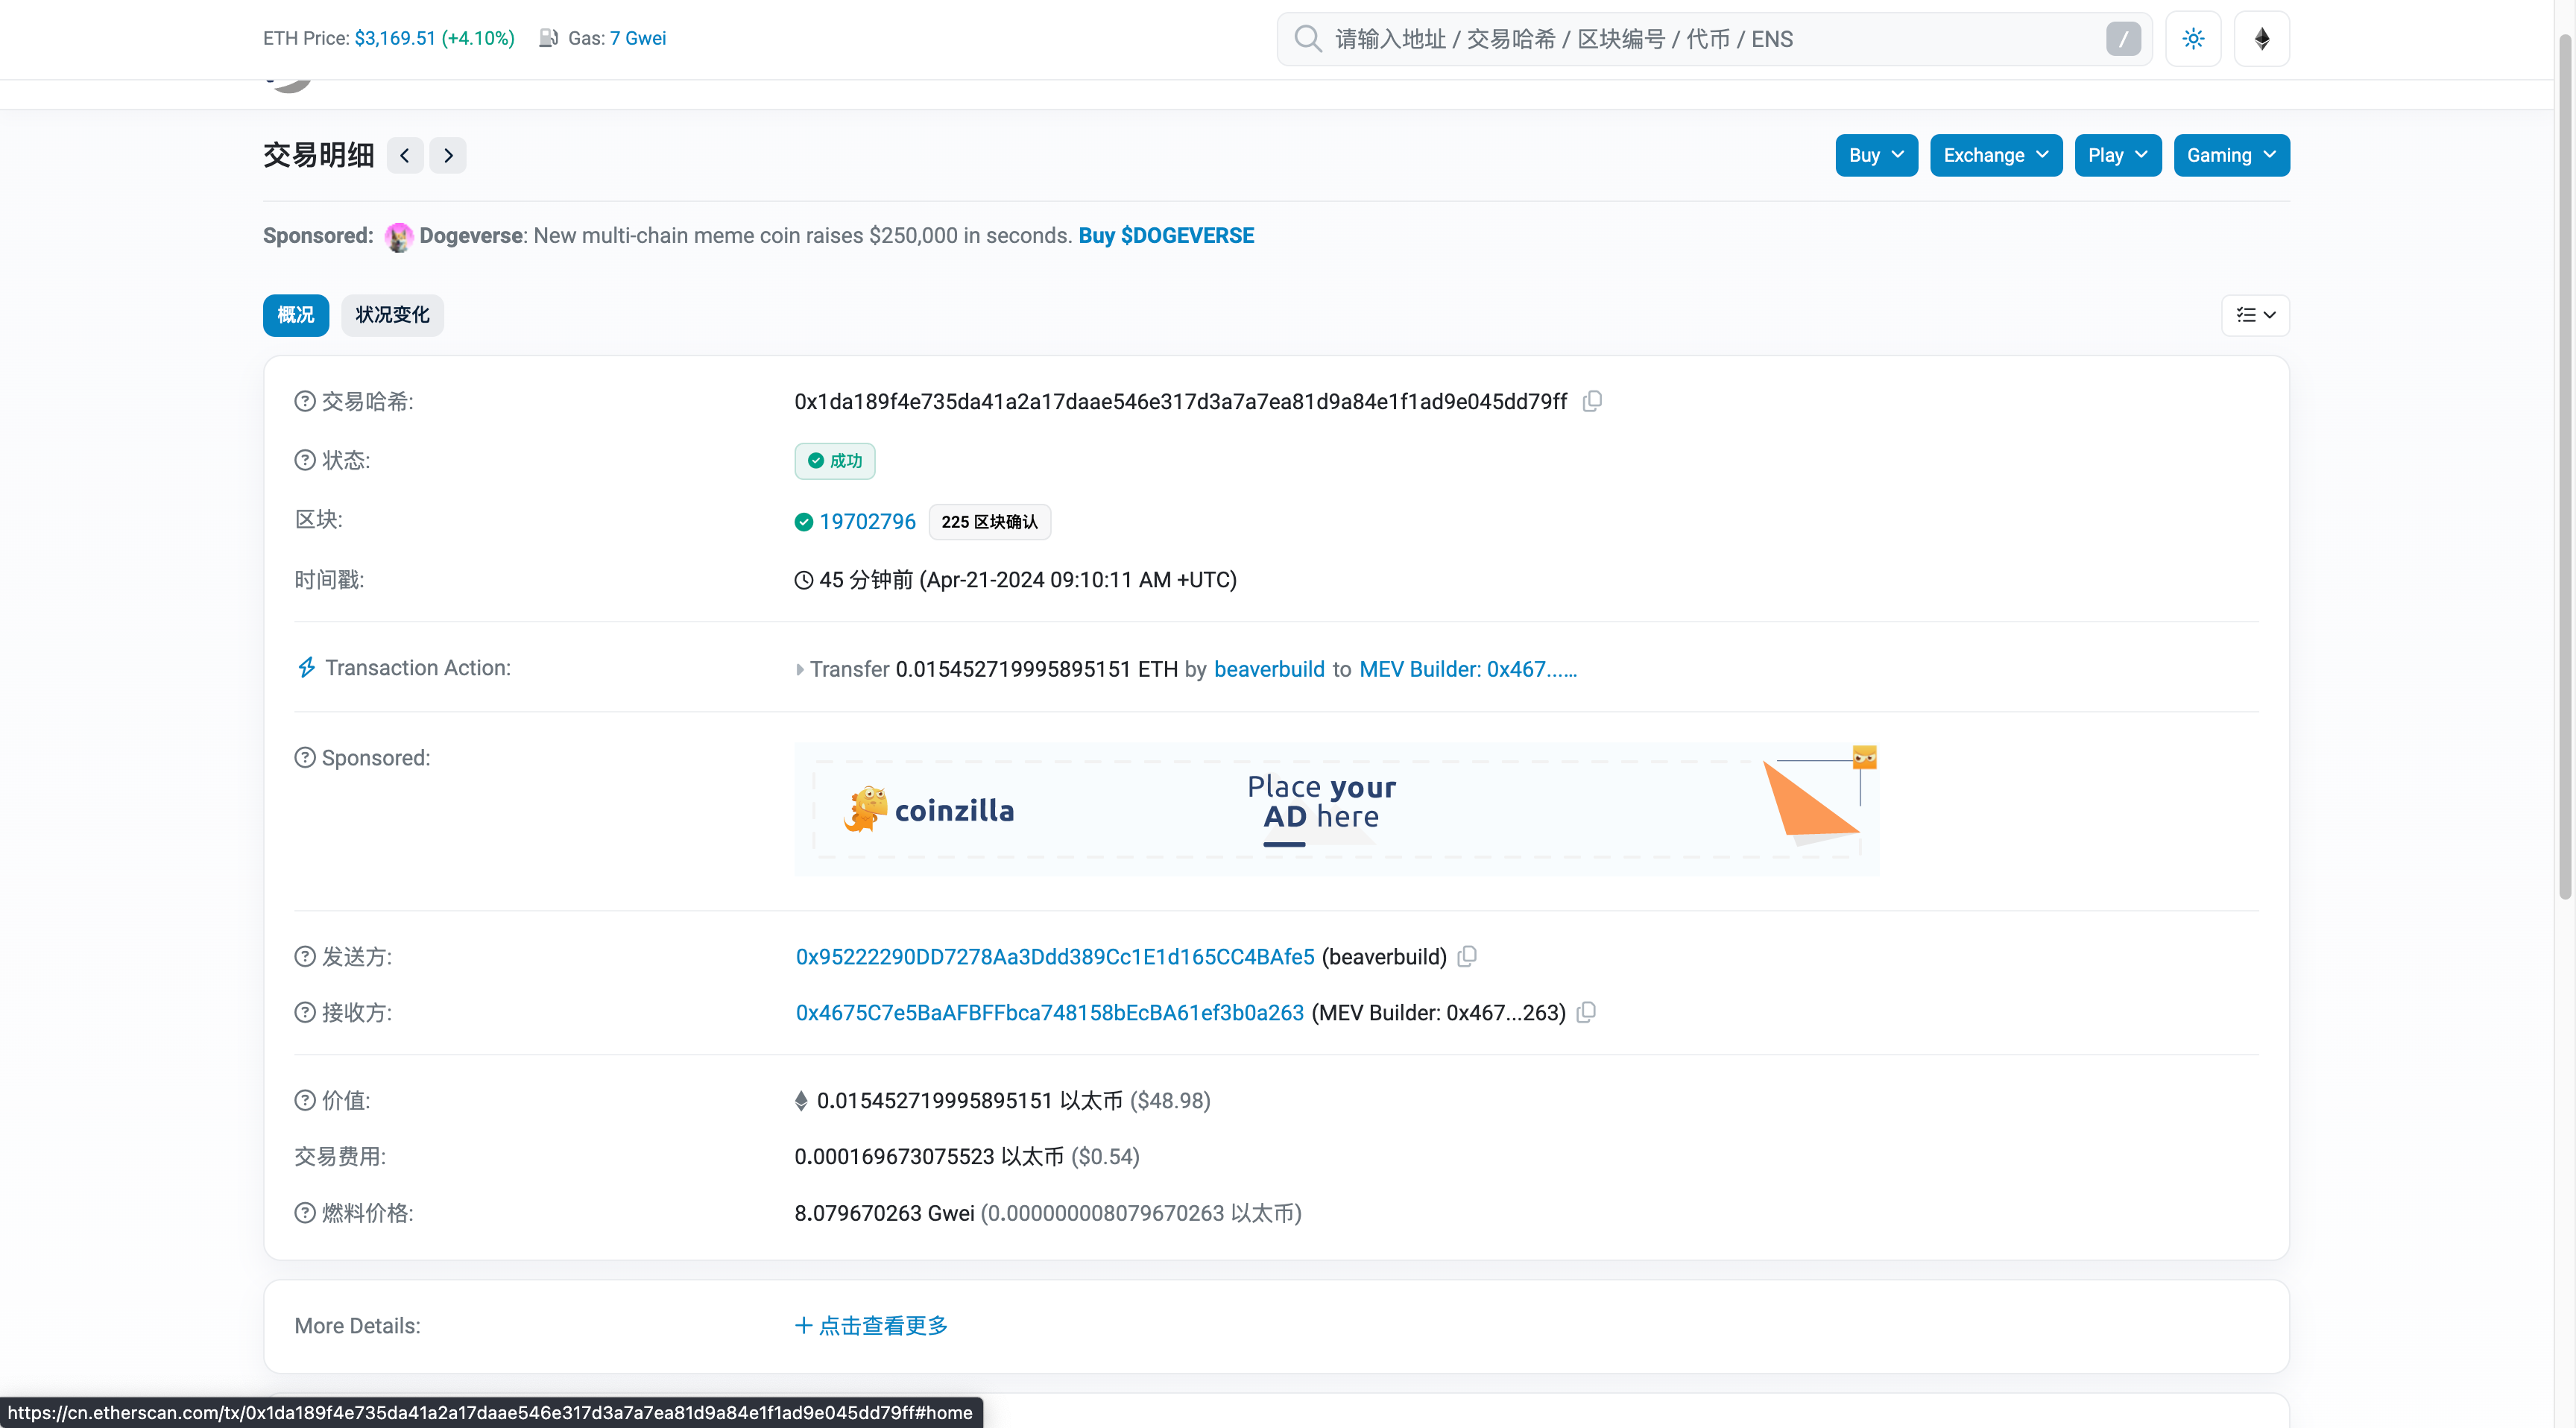 ETH Price: $3,169.51 (+4.10%) Gas: 7 Gwei
请输入地址 / 交易哈希 / 区块编号 / 代币 / ENS /
交易明细
Buy Exchange Play Gaming
Sponsored: Dogeverse: New multi-chain meme coin raises $250,000 in seconds. Buy $DOGEVERSE
概况 状况变化
交易哈希: 0x1da189f4e735da41a2a17daae546e317d3a7a7ea81d9a84e1f1ad9e045dd79ff
状态: 成功
区块: 19702796 225 区块确认
时间戳: 45 分钟前 (Apr-21-2024 09:10:11 AM +UTC)
Transaction Action: Transfer 0.015452719995895151 ETH by beaverbuild to MEV Builder: 0x467......
Sponsored:
coinzilla
Place your
AD here
发送方: 0x95222290DD7278Aa3Ddd389Cc1E1d165CC4BAfe5 (beaverbuild)
接收方: 0x4675C7e5BaAFBFFbca748158bEcBA61ef3b0a263 (MEV Builder: 0x467...263)
价值: 0.015452719995895151 以太币 ($48.98)
交易费用: 0.000169673075523 以太币 ($0.54)
燃料价格: 8.079670263 Gwei (0.000000008079670263 以太币)
More Details: 点击查看更多
https://cn.etherscan.com/tx/0x1da189f4e735da41a2a17daae546e317d3a7a7ea81d9a84e1f1ad9e045dd79ff#home